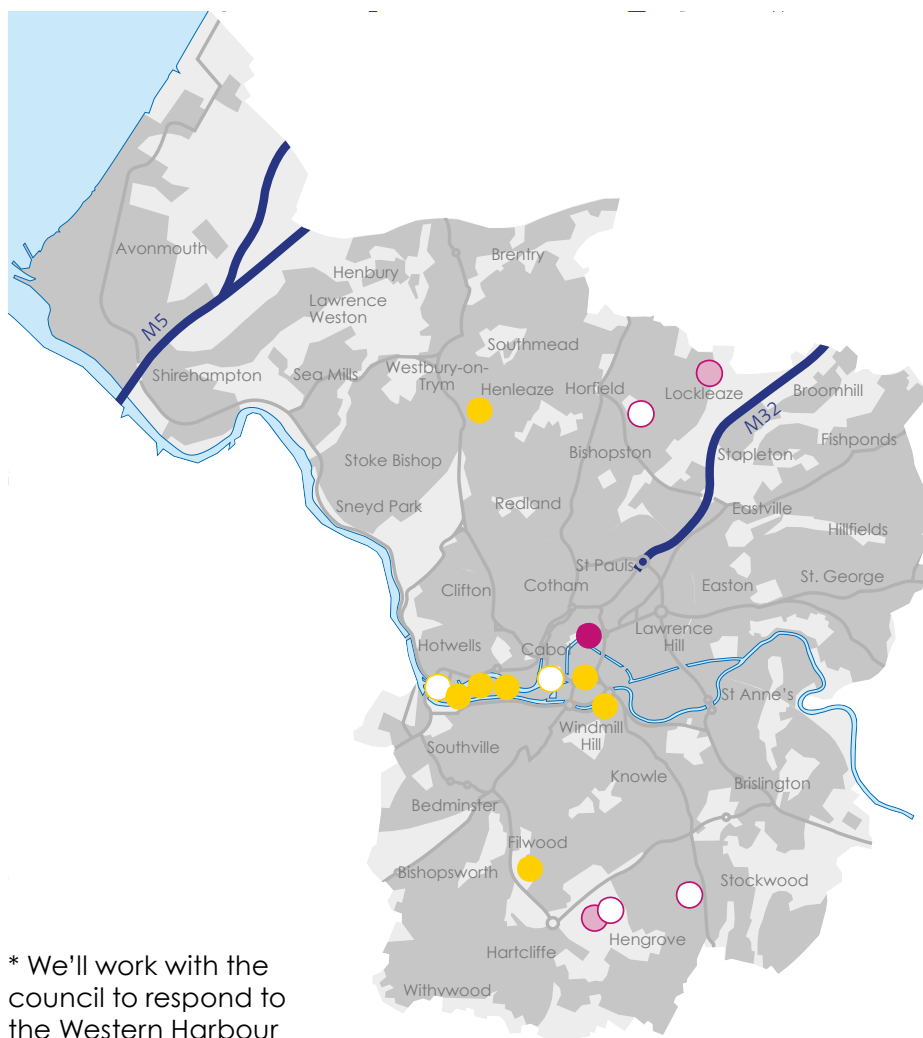 Avonmouth
Brentry
Henbury
Lawrence
Weston
M5
Southmead
Shirehampton
Sea Mills
Westbury-on-
Trym
Henleaze
Horfield
Lockleaze
Broomhill
M32
Fishponds
Stoke Bishop
Bishopston
Stapleton
Sneyd Park
Redland
Eastville
Hillfields
St Pauls
Clifton
Cotham
Easton
St. George
Hotwells
Cabot
Lawrence
Hill
St Anne's
Windmill
Hill
Southville
Knowle
Brislington
Bedminster
Filwood
Bishopsworth
Stockwood
Hartcliffe
Hengrove
Withywood
* We'll work with the
council to respond to
the Western Harbour